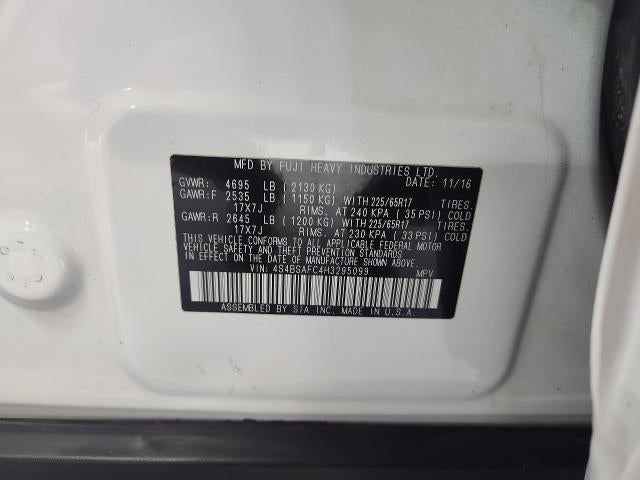 MFD BY FUJI HEAVY INDUSTRIES LTD.
GVWR: 4695 LB (2130 KG) DATE: 11/16
GAWR:F 2535 LB (1150 KG) WITH 225/65R17 TIRES.
17X7J RIMS. AT 240 KPA (35 PSI) COLD
GAWR:R 2645 LB (1200 KG) WITH 225/65R17 TIRES.
17X7J RIMS. AT 230 KPA (33 PSI) COLD
THIS VEHICLE CONFORMS TO ALL APPLICABLE FEDERAL MOTOR
VEHICLE SAFETY AND THEFT PREVENTION STANDARDS IN
EFFECT ON THE DATE OF MANUFACTURE SHOWN ABOVE.
VIN: 4S4BSAFC4H3295099 MPV
ASSEMBLED BY SIA INC. MADE IN U.S.A.